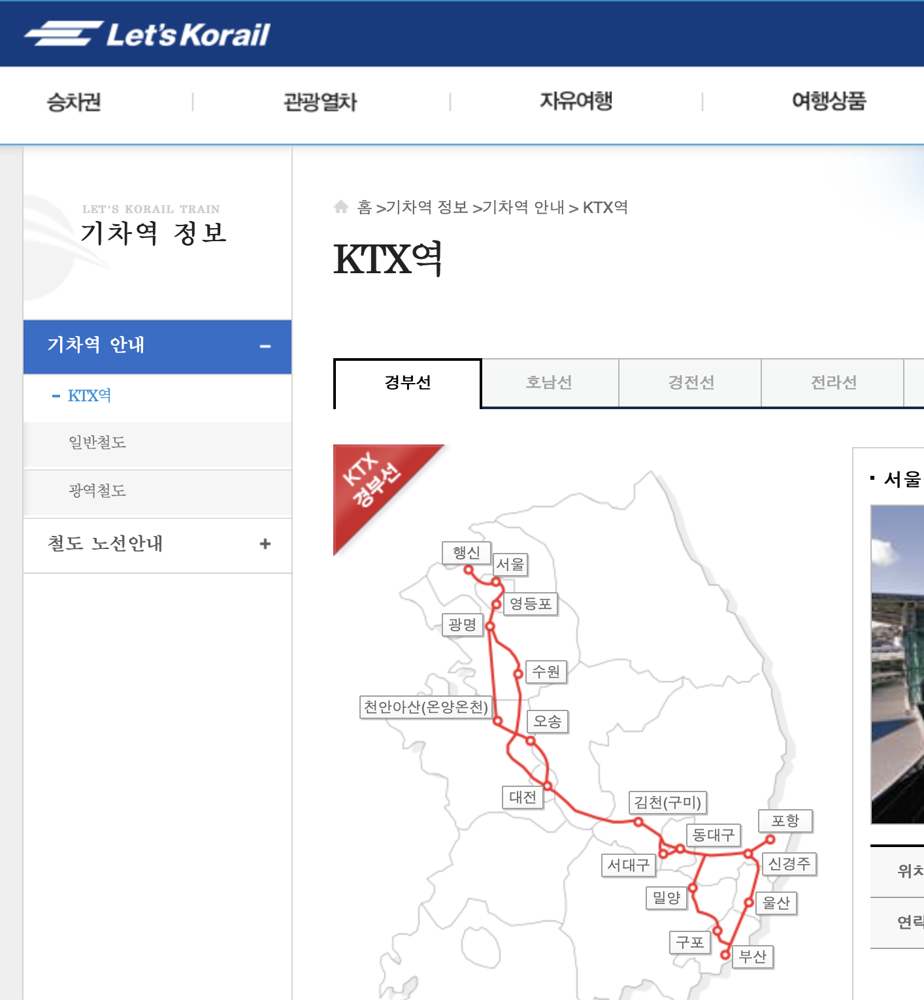 Let's Korail
승차권
관광열차
자유여행
여행상품
LET'S KORAIL TRAIN
기차역 정보
기차역 안내
KTX역
일반철도
광역철도
철도 노선안내
홈 >기차역 정보 >기차역 안내 > KTX역
KTX역
경부선
호남선
경전선
전라선
KTX
경부선
행신
서울
영등포
광명
수원
천안아산(온양온천)
오송
대전
김천(구미)
동대구
포항
서대구
신경주
밀양
울산
구포
부산
서울